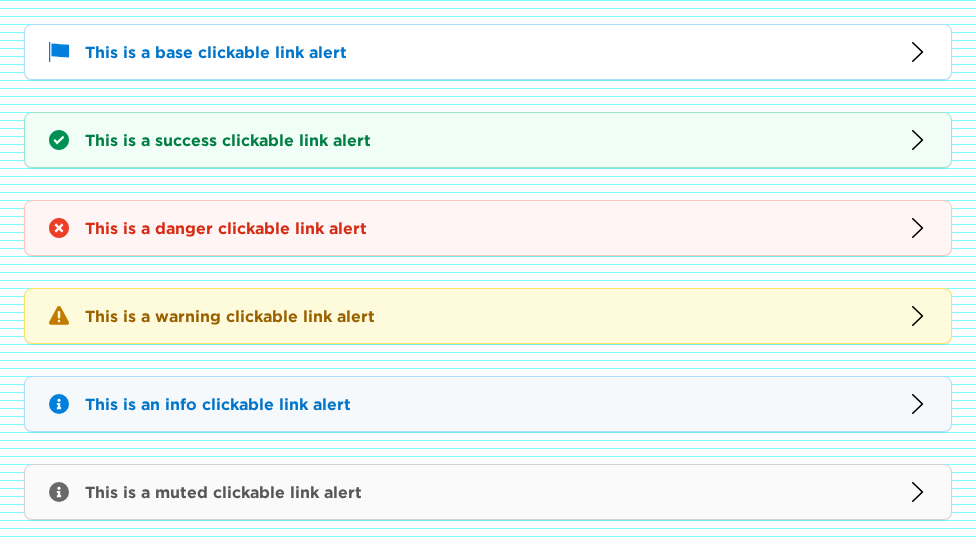 This is a base clickable link alert
This is a success clickable link alert
This is a danger clickable link alert
This is a warning clickable link alert
This is an info clickable link alert
This is a muted clickable link alert